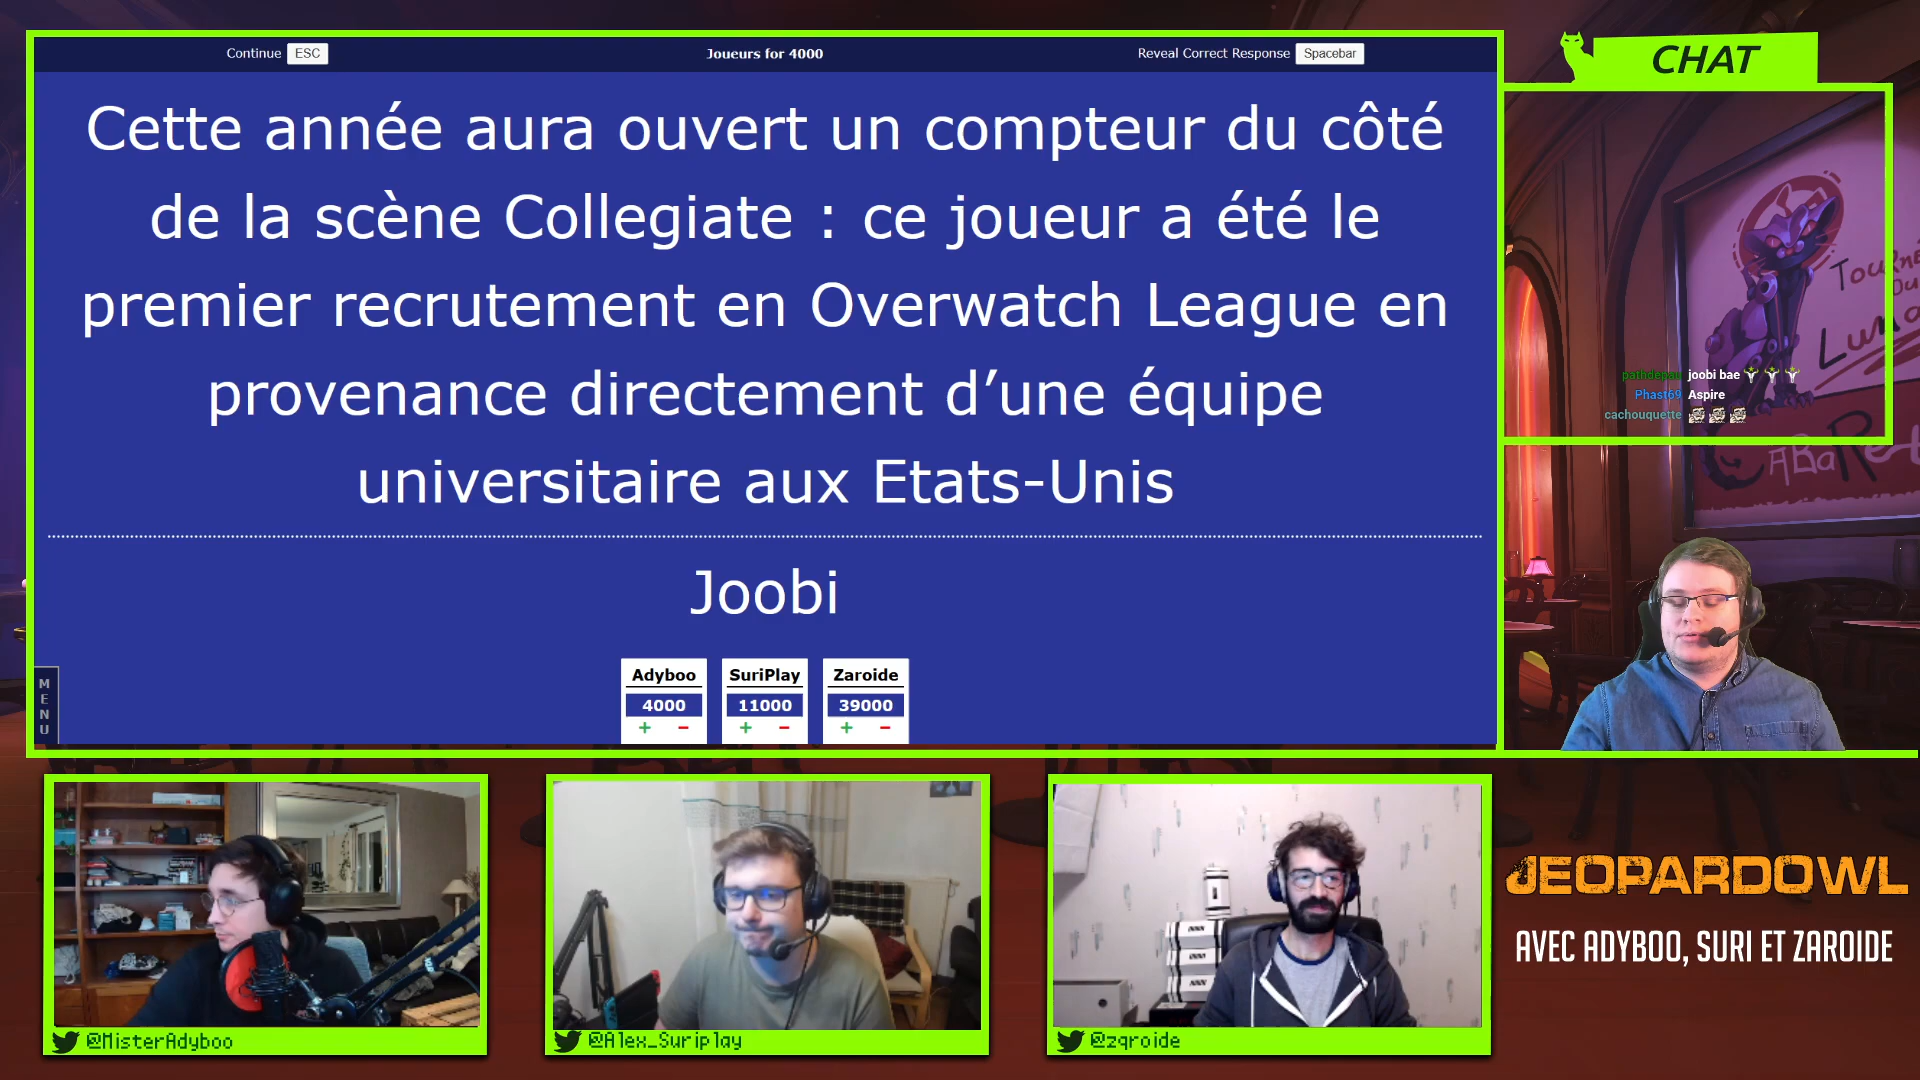 Continue ESC
Joueurs for 4000
Reveal Correct Response Spacebar
CHAT
Cette année aura ouvert un compteur du côté
de la scène Collegiate : ce joueur a été le
premier recrutement en Overwatch League en
provenance directement d’une équipe
universitaire aux Etats-Unis
Joobi
MENU
Adyboo
4000
+ −
SuriPlay
11000
+ −
Zaroide
39000
+ −
pathdepan joobi bae
Phast69 Aspire
cachouquette
CABaRet
@MisterAdyboo
@Alex_Suriplay
@zqroide
JEOPARDOWL
AVEC ADYBOO, SURI ET ZAROIDE